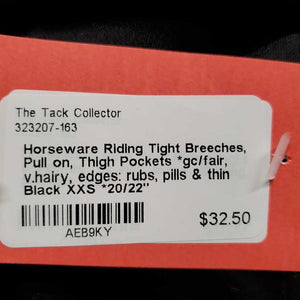 The Tack Collector
323207-163
Horseware Riding Tight Breeches,
Pull on, Thigh Pockets *gc/fair,
v.hairy, edges: rubs, pills & thin
Black XXS *20/22"
$32.50
AEB9KY